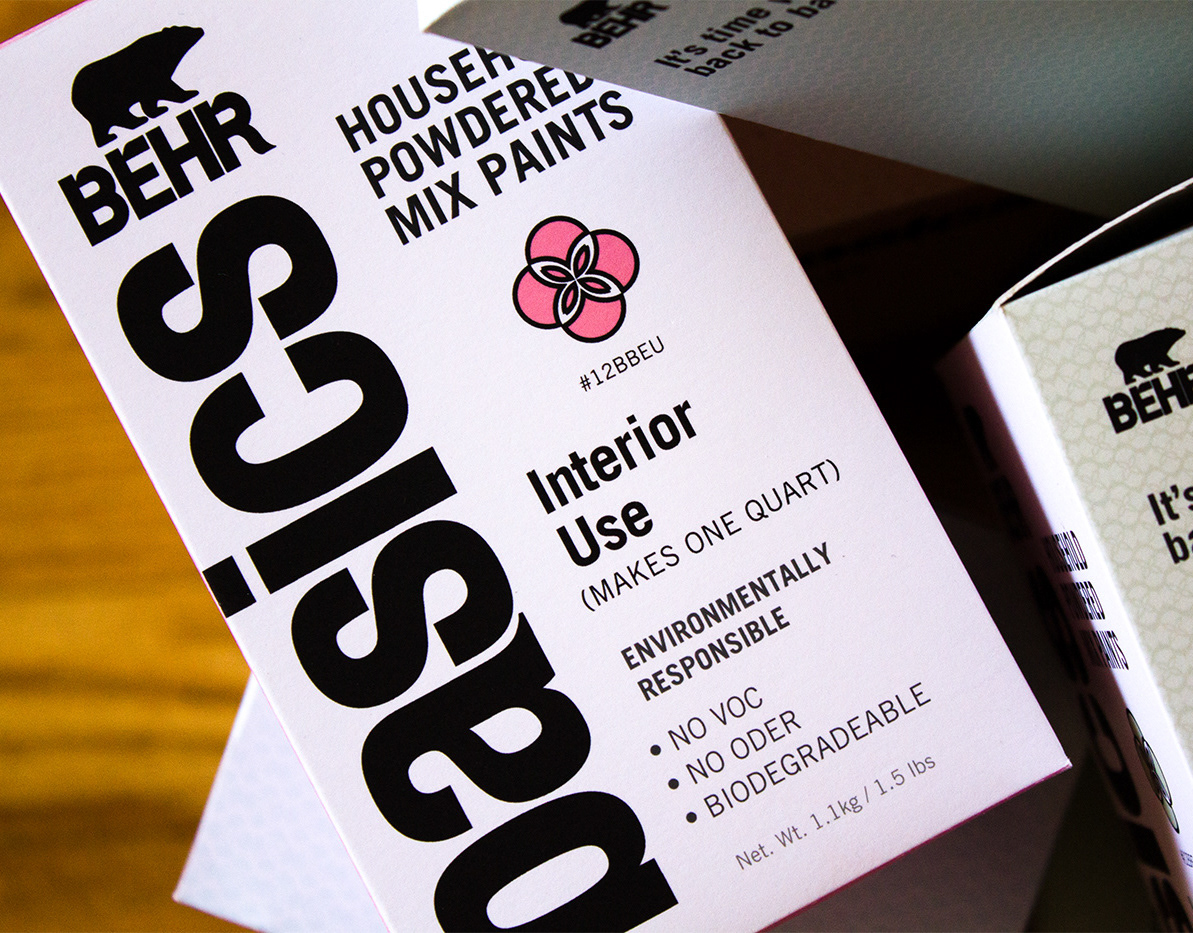 BEHR
basics
HOUSEH
POWDERED
MIX PAINTS
#12BBEU
Interior
Use
(MAKES ONE QUART)
ENVIRONMENTALLY
RESPONSIBLE
• NO VOC
• NO ODER
• BIODEGRADEABLE
Net. Wt. 1.1kg / 1.5 lbs
BEHR
It's time
back to ba
BEHR
It's
ba